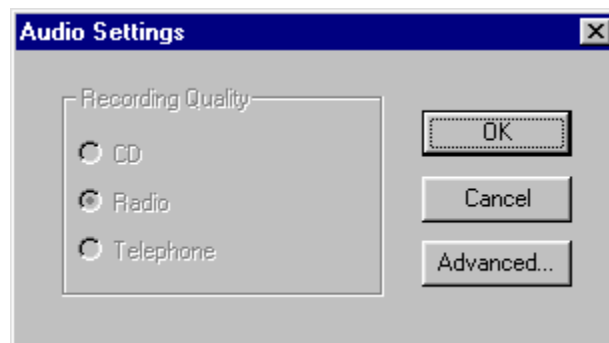 Audio Settings
Recording Quality
CD
Radio
Telephone
OK
Cancel
Advanced...